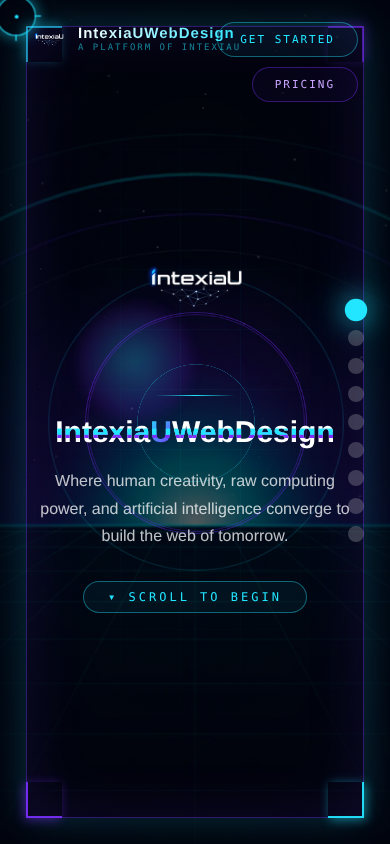 IntexiaU
IntexiaUWebDesign
A PLATFORM OF INTEXIAU
GET STARTED
PRICING
intexiaU
IntexiaUWebDesign
Where human creativity, raw computing
power, and artificial intelligence converge to
build the web of tomorrow.
▾ SCROLL TO BEGIN